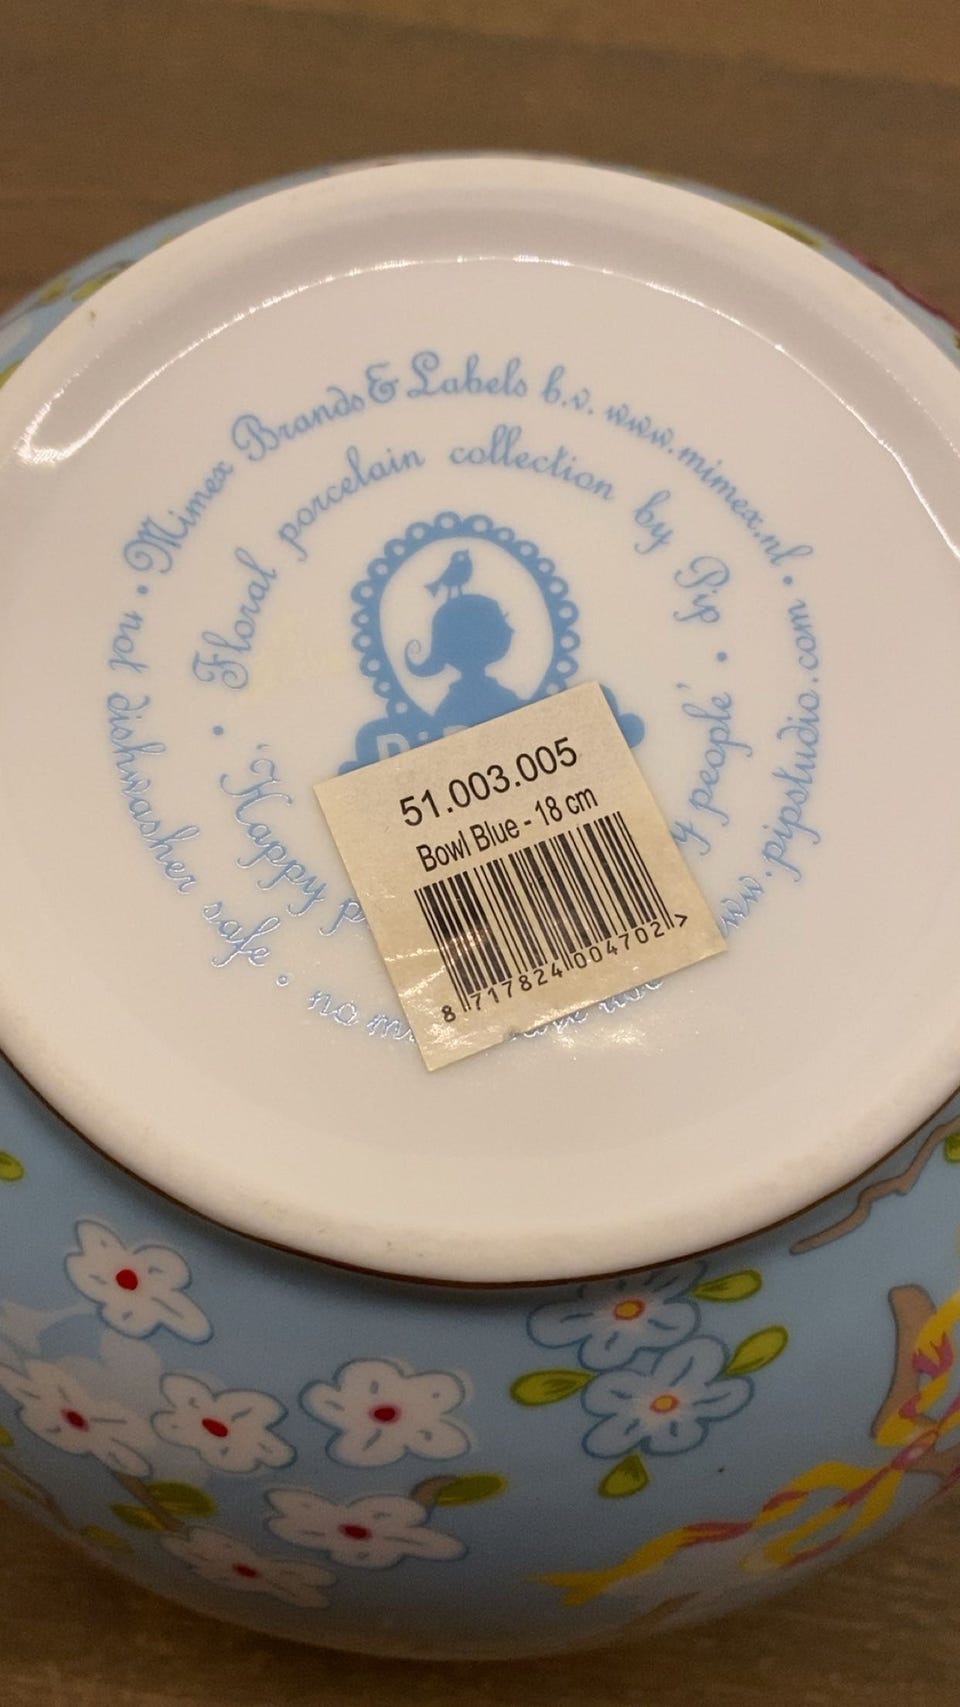 Mimex Brands & Labels b.v. www.mimex.nl •
www.pipstudio.com
no
not dishwasher safe •
• Floral porcelain collection by Pip •
'Happy
people'
51.003.005
Bowl Blue - 18 cm
8 717824 004702 >